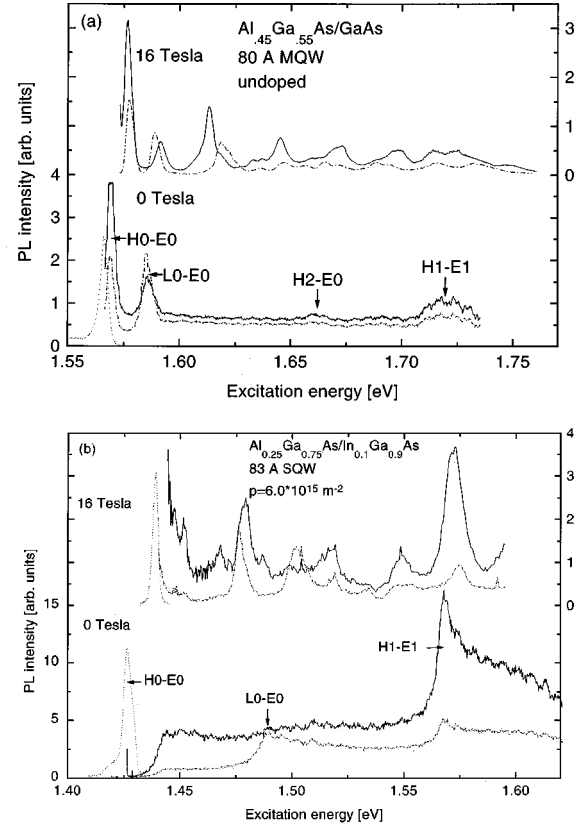 (a)
Al.45Ga.55As/GaAs
80 A MQW
undoped
16 Tesla
3
2
1
0
PL intensity [arb. units]
4
3
2
1
0
0 Tesla
H0-E0
L0-E0
H2-E0
H1-E1
1.55 1.60 1.65 1.70 1.75
Excitation energy [eV]
(b)
Al0.25Ga0.75As/In0.1Ga0.9As
83 A SQW
p=6.0*10^15 m^-2
16 Tesla
4
3
2
1
0
PL intensity [arb. units]
15
10
5
0
0 Tesla
H0-E0
L0-E0
H1-E1
1.40 1.45 1.50 1.55 1.60
Excitation energy [eV]